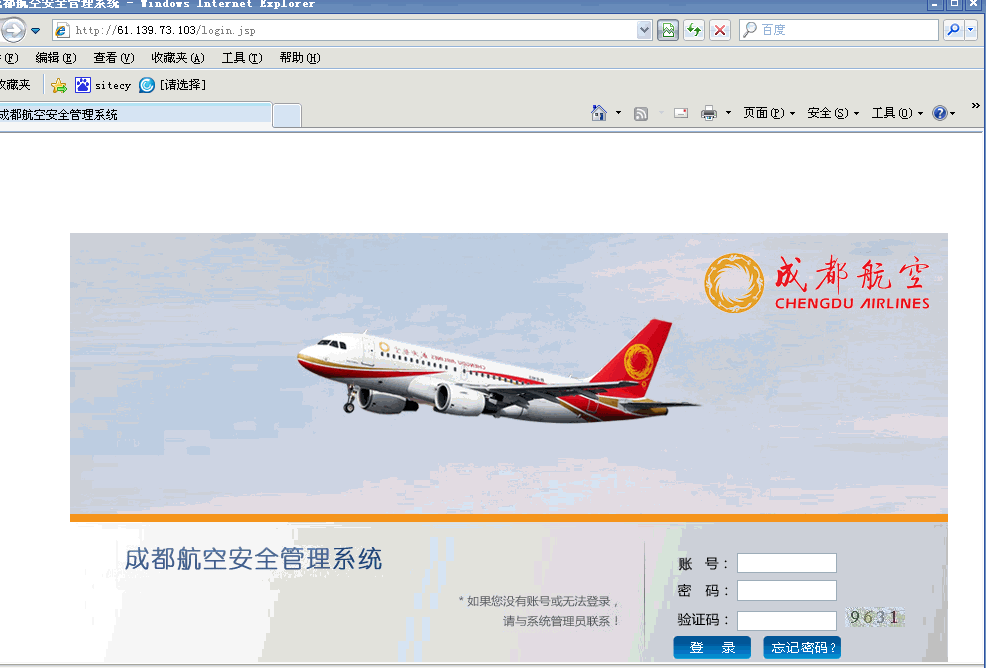 成都航空安全管理系统 - Windows Internet Explorer
http://61.139.73.103/login.jsp
百度
(F) 编辑(E) 查看(V) 收藏夹(A) 工具(T) 帮助(H)
收藏夹 sitecy [请选择]
成都航空安全管理系统
页面(P) 安全(S) 工具(O) »
成都航空
CHENGDU AIRLINES
成都航空安全管理系统
* 如果您没有账号或无法登录，
请与系统管理员联系！
账 号：
密 码：
验证码： 9631
登 录 忘记密码?